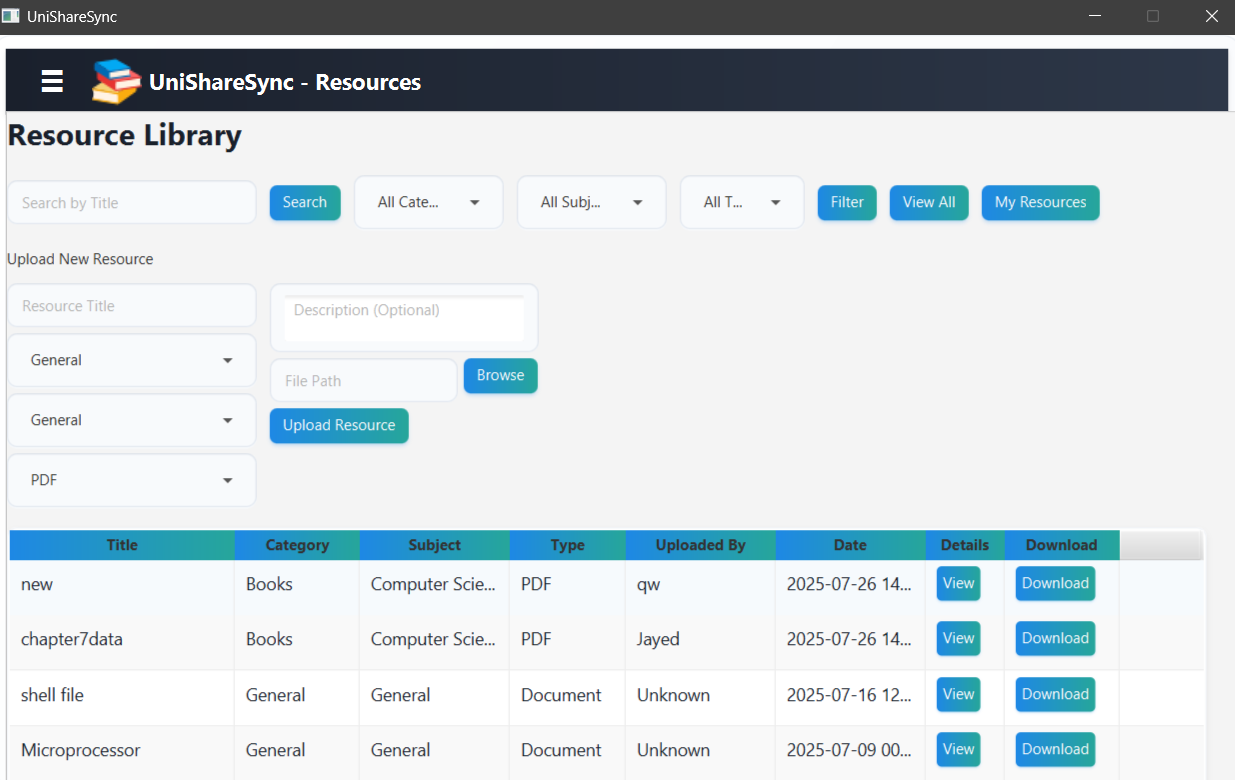 UniShareSync
UniShareSync - Resources
Resource Library
Search by Title Search All Cate... All Subj... All T... Filter View All My Resources
Upload New Resource
Resource Title Description (Optional)
General
File Path Browse
General Upload Resource
PDF
Title Category Subject Type Uploaded By Date Details Download
new Books Computer Scie... PDF qw 2025-07-26 14... View Download
chapter7data Books Computer Scie... PDF Jayed 2025-07-26 14... View Download
shell file General General Document Unknown 2025-07-16 12... View Download
Microprocessor General General Document Unknown 2025-07-09 00... View Download